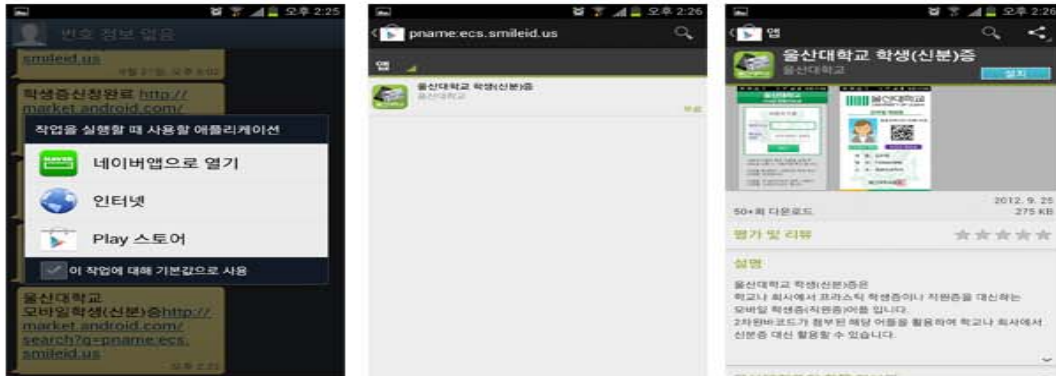 오후 2:25
번호 정보 없음
smileid.us
학생증신청완료 http://
market.android.com/
작업을 실행할 때 사용할 애플리케이션
네이버앱으로 열기
인터넷
Play 스토어
이 작업에 대해 기본값으로 사용
울산대학교
모바일학생(신분)증http://
market.android.com/
search?q=pname:ecs.
smileid.us
오후 2:26
pname:ecs.smileid.us
앱
울산대학교 학생(신분)증
울산대학교
무료
오후 2:26
앱
울산대학교 학생(신분)증
울산대학교
설치
울산대학교
2012. 9. 25
50+회 다운로드
275 KB
평가 및 리뷰
설명
울산대학교 학생(신분)증은
학교나 회사에서 프라스틱 학생증이나 직원증을 대신하는
모바일 학생증(직원증)어플 입니다.
2차원바코드가 첨부된 해당 어플을 활용하여 학교나 회사에서
신분증 대신 활용할 수 있습니다.